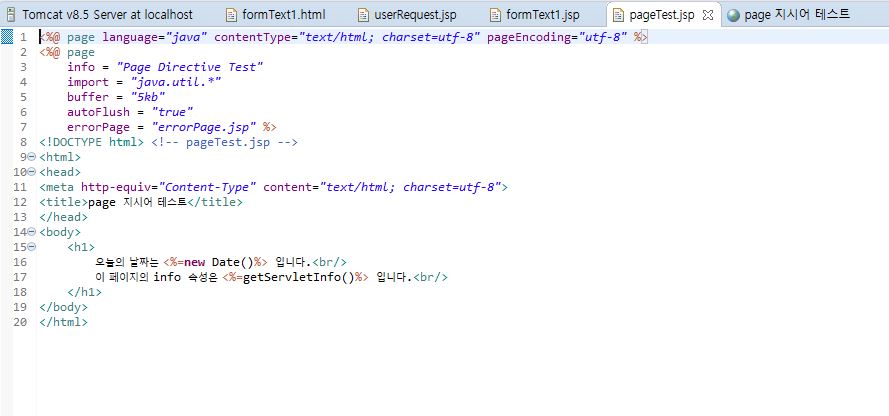 Tomcat v8.5 Server at localhost formText1.html userRequest.jsp formText1.jsp pageTest.jsp page 지시어 테스트
1 <%@ page language="java" contentType="text/html; charset=utf-8" pageEncoding="utf-8" %>
2 <%@ page
3 info = "Page Directive Test"
4 import = "java.util.*"
5 buffer = "5kb"
6 autoFlush = "true"
7 errorPage = "errorPage.jsp" %>
8 <!DOCTYPE html> <!-- pageTest.jsp -->
9 <html>
10 <head>
11 <meta http-equiv="Content-Type" content="text/html; charset=utf-8">
12 <title>page 지시어 테스트</title>
13 </head>
14 <body>
15 <h1>
16 오늘의 날짜는 <%=new Date()%> 입니다.<br/>
17 이 페이지의 info 속성은 <%=getServletInfo()%> 입니다.<br/>
18 </h1>
19 </body>
20 </html>